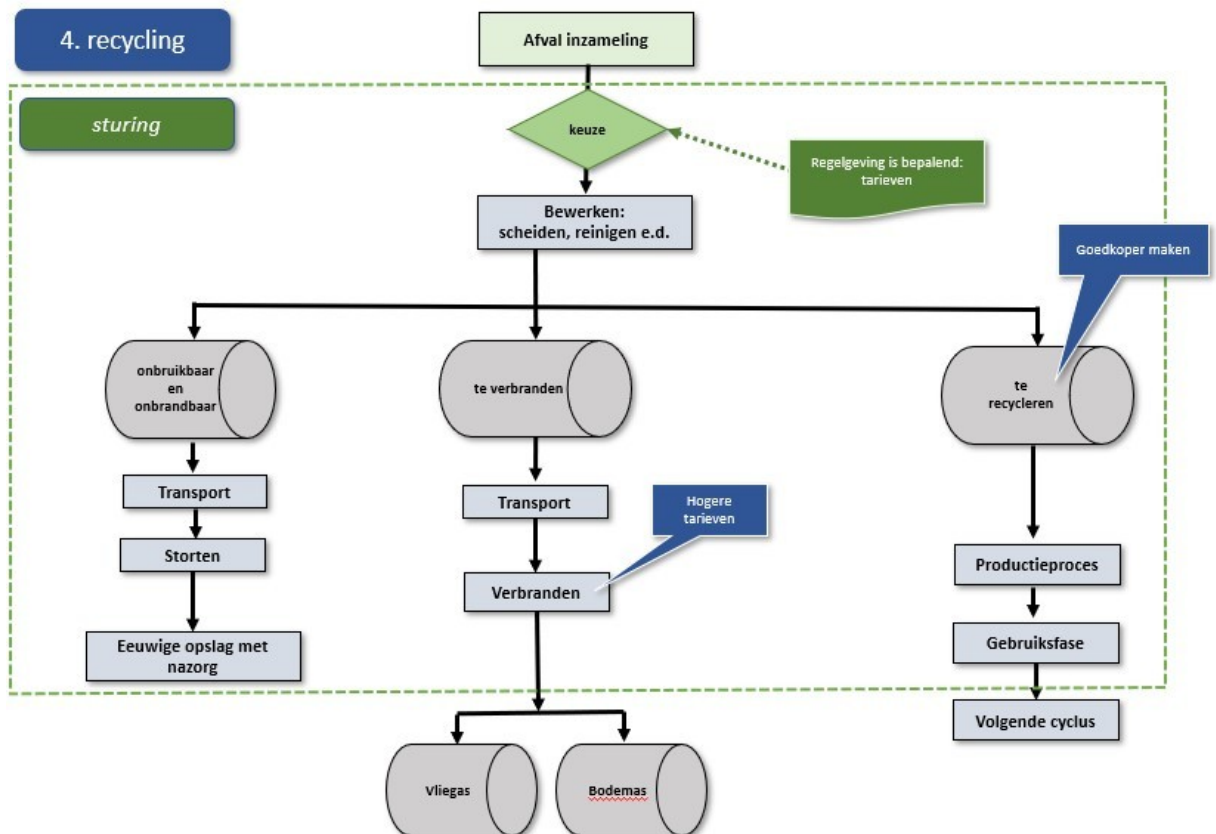 4. recycling
Afval inzameling
sturing
keuze
Regelgeving is bepalend:
tarieven
Bewerken:
scheiden, reinigen e.d.
Goedkoper maken
onbruikbaar
en
onbrandbaar
te verbranden
te
recycleren
Transport
Transport
Hogere
tarieven
Storten
Productieproces
Verbranden
Eeuwige opslag met
nazorg
Gebruiksfase
Volgende cyclus
Vliegas
Bodemas